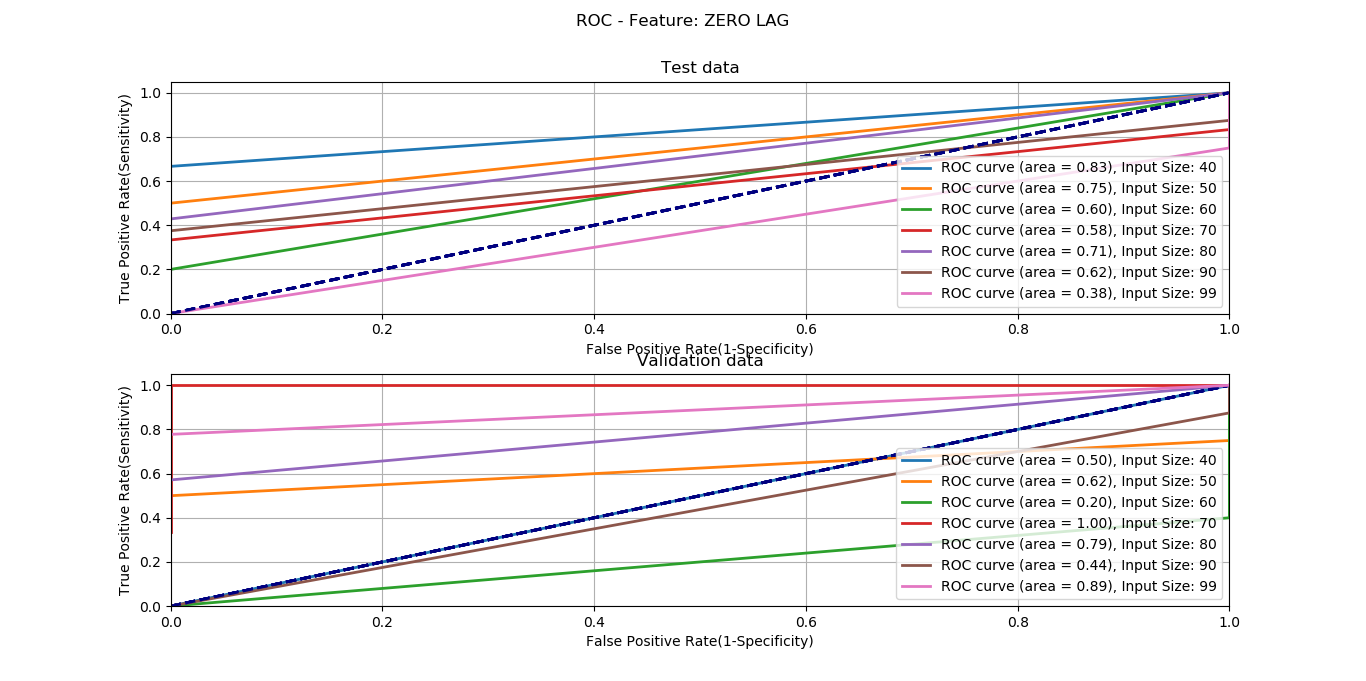 ROC - Feature: ZERO LAG
Test data
True Positive Rate(Sensitivity)
1.0
0.8
0.6
0.4
0.2
0.0
ROC curve (area = 0.83), Input Size: 40
ROC curve (area = 0.75), Input Size: 50
ROC curve (area = 0.60), Input Size: 60
ROC curve (area = 0.58), Input Size: 70
ROC curve (area = 0.71), Input Size: 80
ROC curve (area = 0.62), Input Size: 90
ROC curve (area = 0.38), Input Size: 99
0.0 0.2 0.4 0.6 0.8 1.0
False Positive Rate(1-Specificity)
Validation data
True Positive Rate(Sensitivity)
1.0
0.8
0.6
0.4
0.2
0.0
ROC curve (area = 0.50), Input Size: 40
ROC curve (area = 0.62), Input Size: 50
ROC curve (area = 0.20), Input Size: 60
ROC curve (area = 1.00), Input Size: 70
ROC curve (area = 0.79), Input Size: 80
ROC curve (area = 0.44), Input Size: 90
ROC curve (area = 0.89), Input Size: 99
0.0 0.2 0.4 0.6 0.8 1.0
False Positive Rate(1-Specificity)